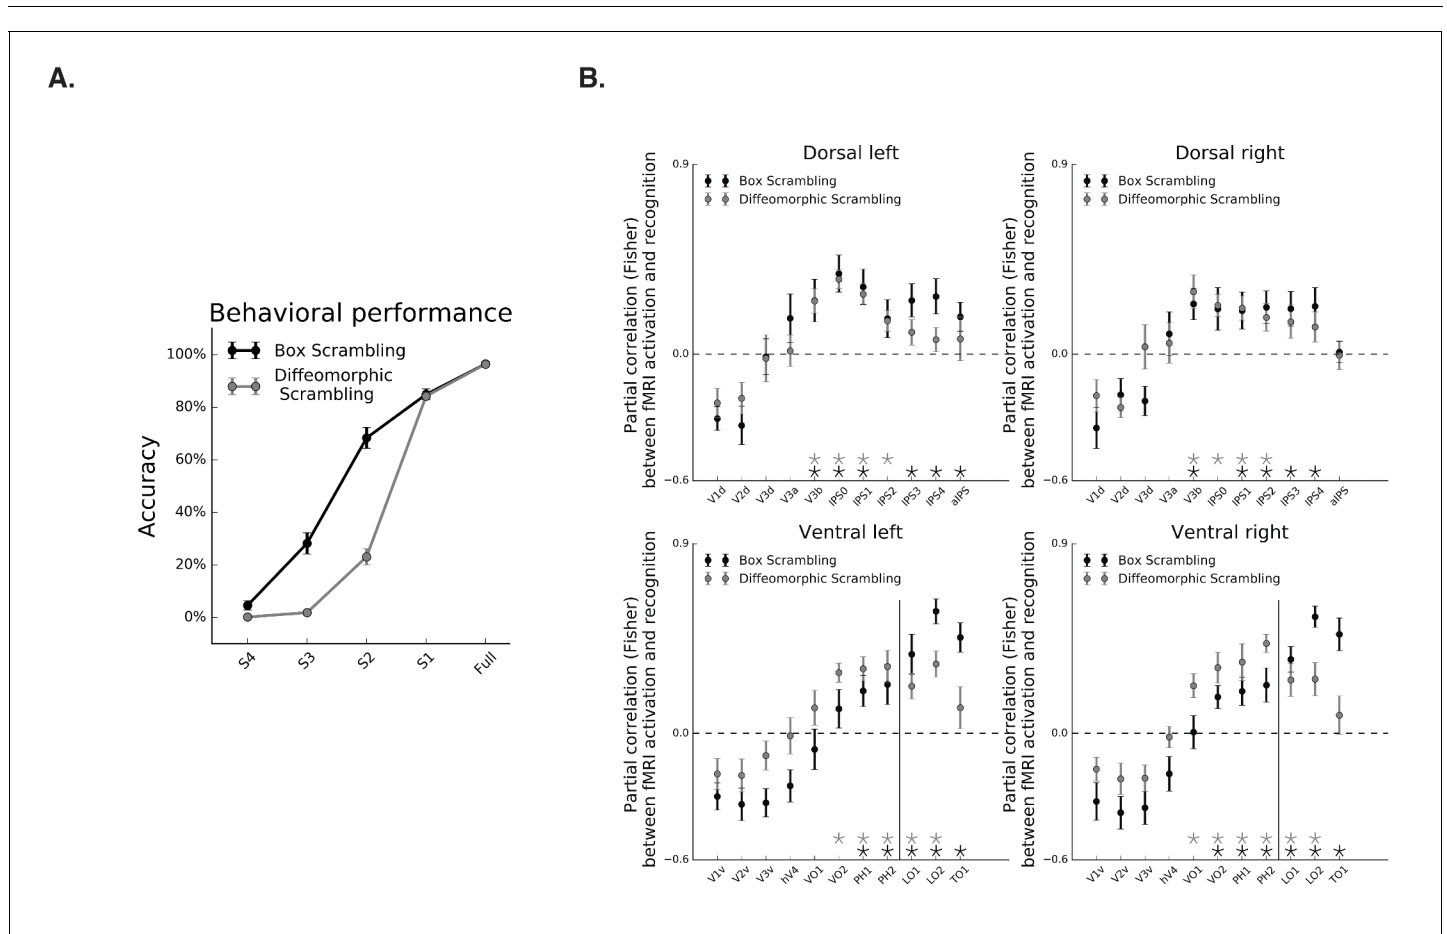 A.
B.
Behavioral performance
Box Scrambling
Diffeomorphic
Scrambling
Accuracy
100%
80%
60%
40%
20%
0%
S4
S3
S2
S1
Full
Dorsal left
Partial correlation (Fisher)
between fMRI activation and recognition
0.9
0.0
−0.6
Box Scrambling
Diffeomorphic Scrambling
V1d
V2d
V3d
V3a
V3b
IPS0
IPS1
IPS2
IPS3
IPS4
aIPS
Dorsal right
Partial correlation (Fisher)
between fMRI activation and recognition
0.9
0.0
−0.6
Box Scrambling
Diffeomorphic Scrambling
V1d
V2d
V3d
V3a
V3b
IPS0
IPS1
IPS2
IPS3
IPS4
aIPS
Ventral left
Partial correlation (Fisher)
between fMRI activation and recognition
0.9
0.0
−0.6
Box Scrambling
Diffeomorphic Scrambling
V1v
V2v
V3v
hV4
VO1
VO2
PH1
PH2
LO1
LO2
TO1
Ventral right
Partial correlation (Fisher)
between fMRI activation and recognition
0.9
0.0
−0.6
Box Scrambling
Diffeomorphic Scrambling
V1v
V2v
V3v
hV4
VO1
VO2
PH1
PH2
LO1
LO2
TO1